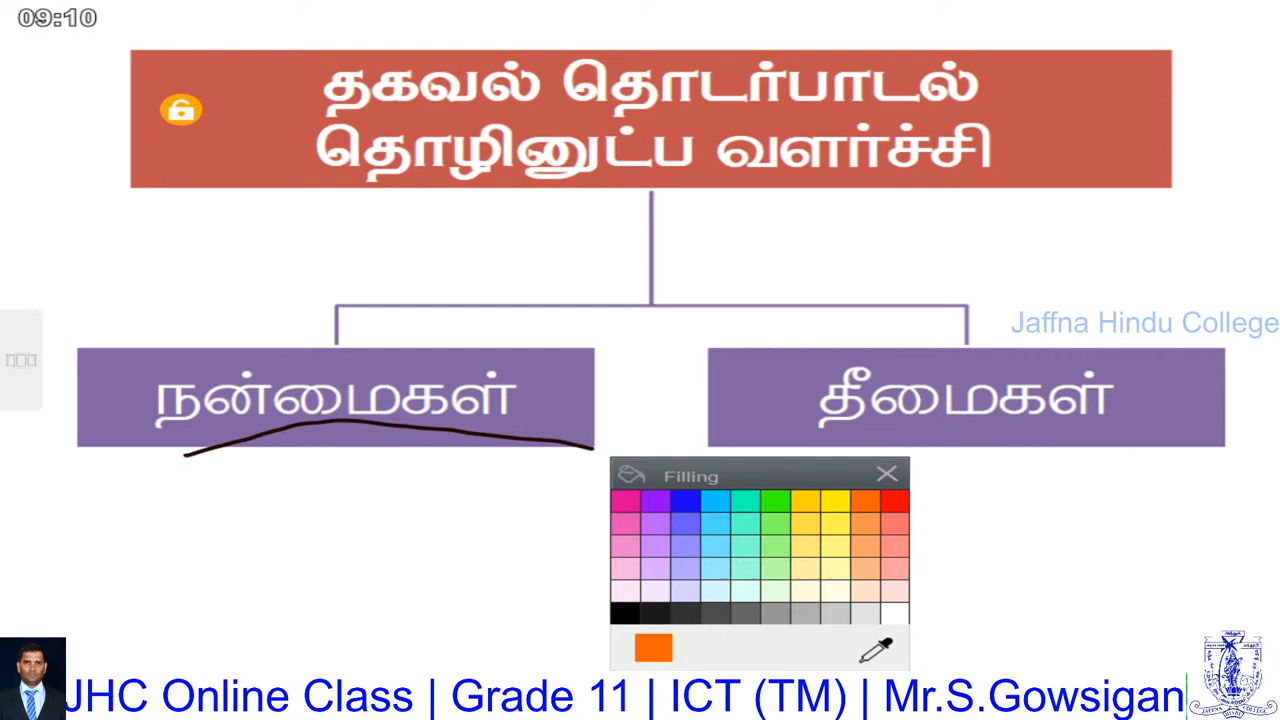 09:10
தகவல் தொடர்பாடல்
தொழினுட்ப வளர்ச்சி
Jaffna Hindu College
நன்மைகள்
தீமைகள்
Filling
JHC Online Class | Grade 11 | ICT (TM) | Mr.S.Gowsigan